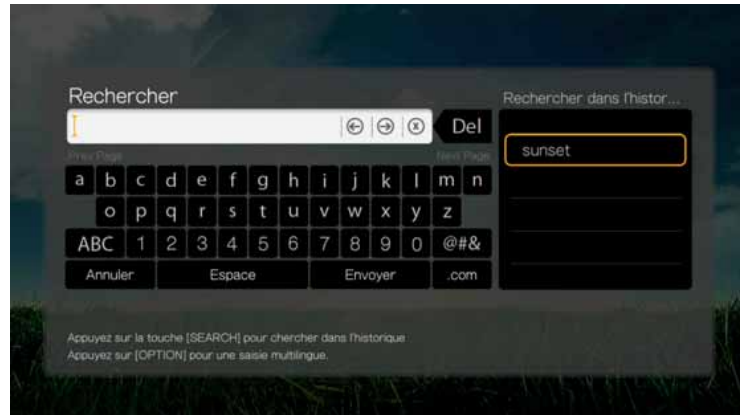 Rechercher
Rechercher dans l'histor...
Del
sunset
Prev Page
Next Page
a b c d e f g h i j k l m n
o p q r s t u v w x y z
ABC 1 2 3 4 5 6 7 8 9 0 @#&
Annuler Espace Envoyer .com
Appuyez sur la touche [SEARCH] pour chercher dans l'historique
Appuyez sur [OPTION] pour une saisie multilingue.